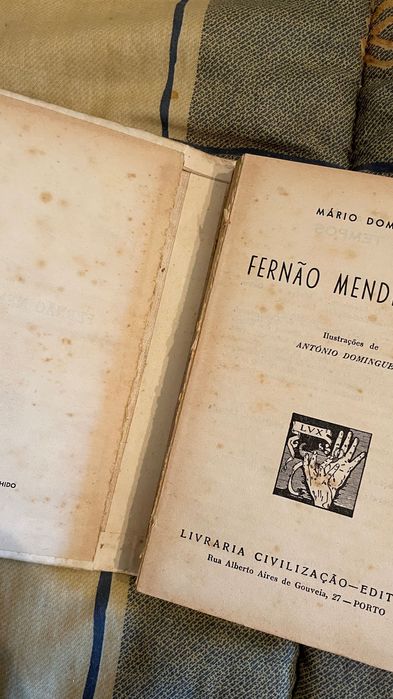 HIDO
MÁRIO DOM
FERNÃO MEND
Ilustrações de
ANTÓNIO DOMINGUE
LVX
LIVRARIA CIVILIZAÇÃO—EDIT
Rua Alberto Aires de Gouveia, 27 — PORTO